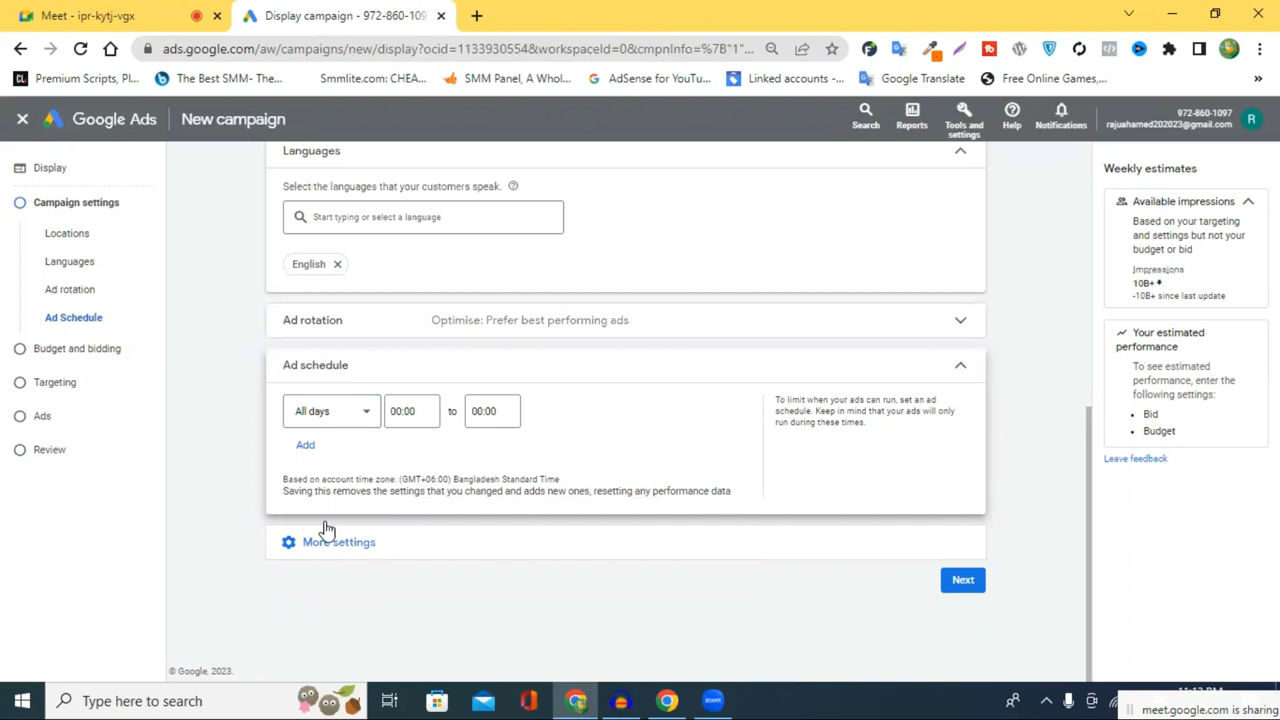 Meet - ipr-kytj-vgx
Display campaign - 972-860-109
ads.google.com/aw/campaigns/new/display?ocid=1133930554&workspaceId=0&cmpnInfo=%7B"1"...
Premium Scripts, Pl...
The Best SMM- The...
Smmlite.com: CHEA...
SMM Panel, A Whol...
AdSense for YouTu...
Linked accounts -...
Google Translate
Free Online Games,...
Google Ads
New campaign
Search
Reports
Tools and settings
Help
Notifications
972-860-1097
rajuahamed202023@gmail.com
R
Display
Campaign settings
Locations
Languages
Ad rotation
Ad Schedule
Budget and bidding
Targeting
Ads
Review
Languages
Select the languages that your customers speak.
Start typing or select a language
English
Ad rotation
Optimise: Prefer best performing ads
Ad schedule
All days
00:00
to
00:00
Add
To limit when your ads can run, set an ad
schedule. Keep in mind that your ads will only
run during these times.
Based on account time zone: (GMT+06:00) Bangladesh Standard Time
Saving this removes the settings that you changed and adds new ones, resetting any performance data
More settings
Next
© Google, 2023.
Weekly estimates
Available impressions
Based on your targeting
and settings but not your
budget or bid
Impressions
10B+
-10B+ since last update
Your estimated
performance
To see estimated
performance, enter the
following settings:
• Bid
• Budget
Leave feedback
Type here to search
zoom
meet.google.com is sharing